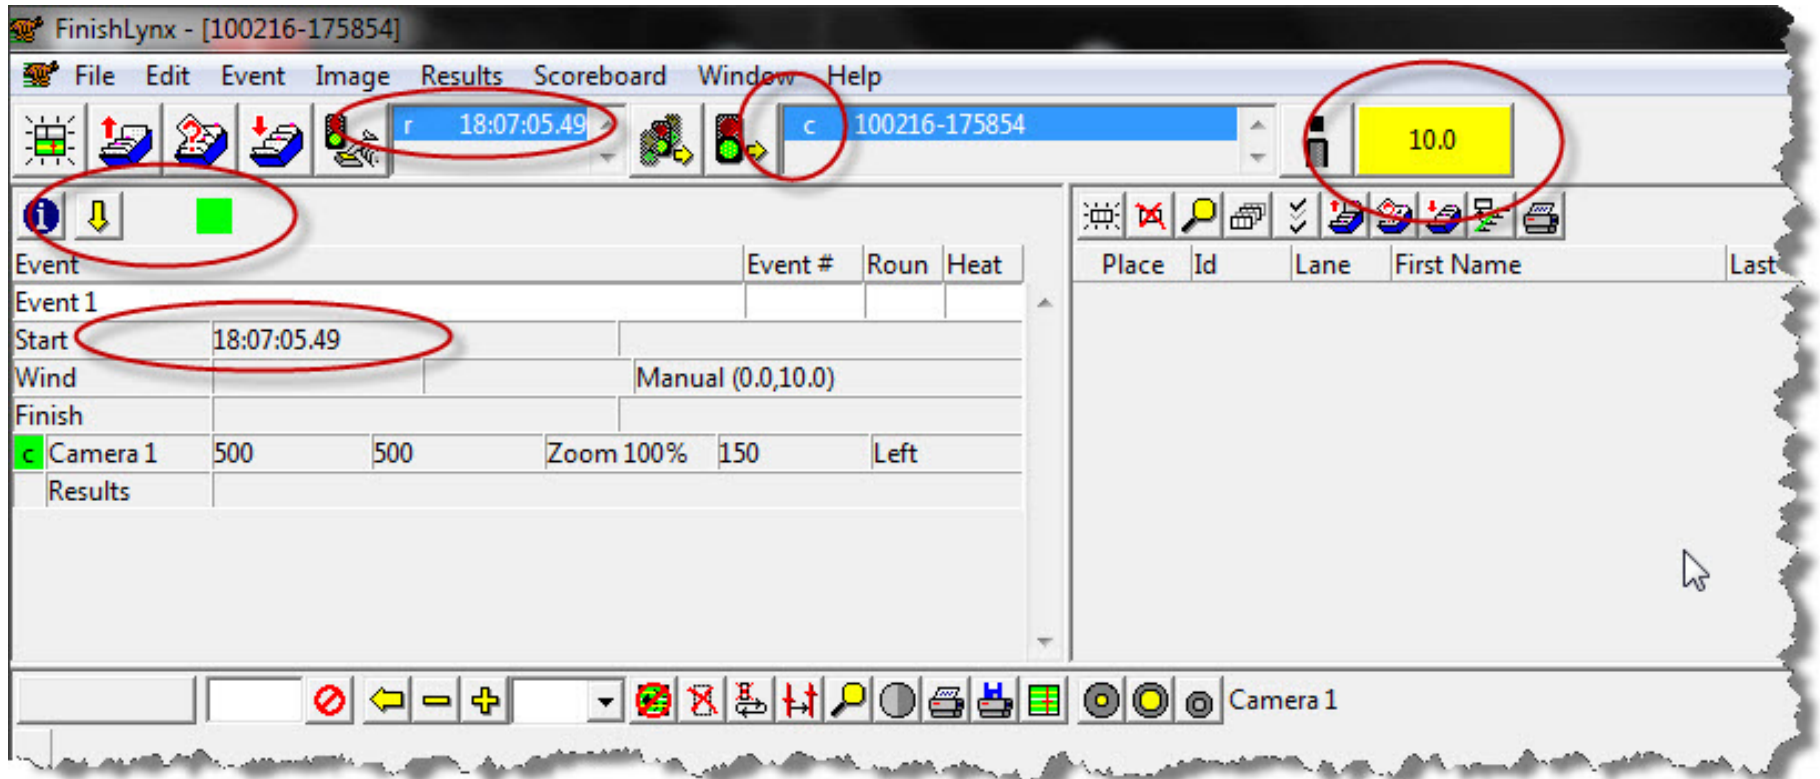 FinishLynx - [100216-175854]
File Edit Event Image Results Scoreboard Window Help
r 18:07:05.49 c 100216-175854 10.0
Event Event # Roun Heat Place Id Lane First Name Last
Event 1
Start 18:07:05.49
Wind Manual (0.0,10.0)
Finish
c Camera 1 500 500 Zoom 100% 150 Left
Results
Camera 1